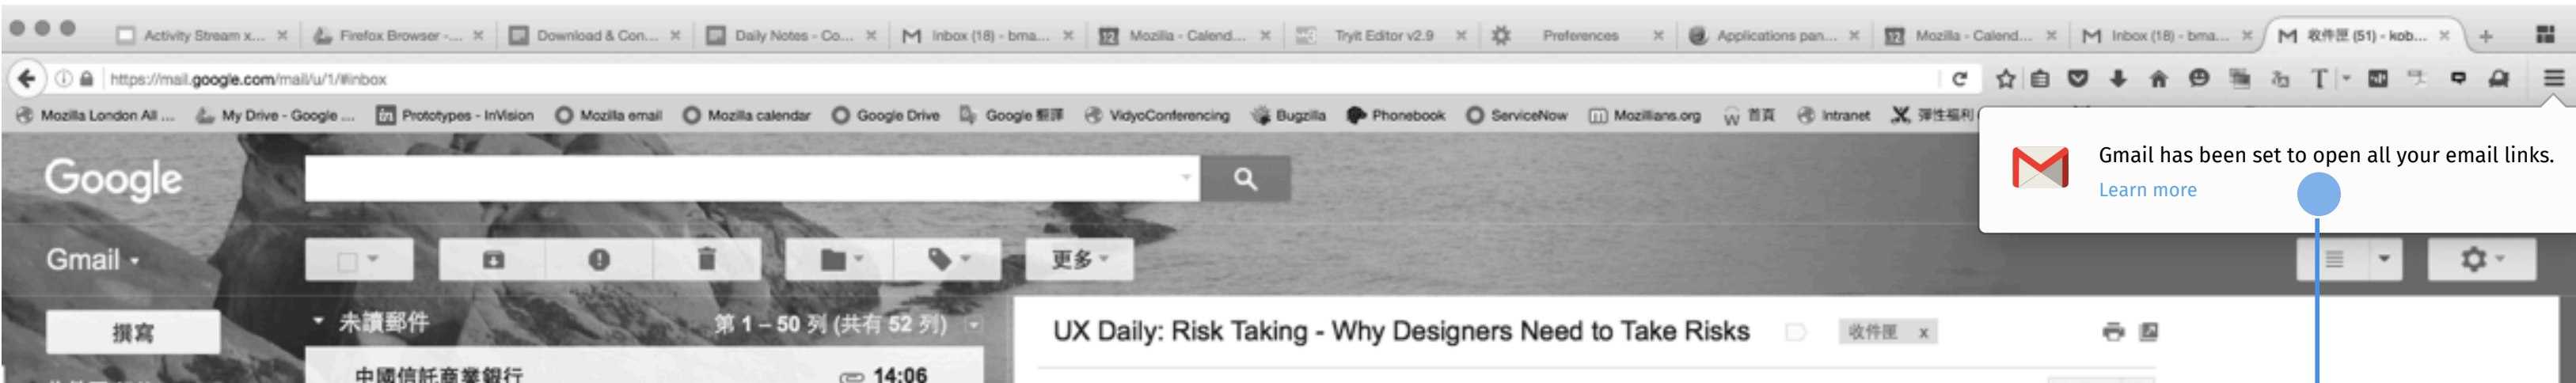 Activity Stream x... Firefox Browser -... Download & Con... Daily Notes - Co... Inbox (18) - bma... Mozilla - Calend... Tryit Editor v2.9 Preferences Applications pan... Mozilla - Calend... Inbox (18) - bma... 收件匣 (51) - kob...
https://mail.google.com/mail/u/1/#inbox
Mozilla London All ... My Drive - Google ... Prototypes - InVision Mozilla email Mozilla calendar Google Drive Google 翻譯 VidyoConferencing Bugzilla Phonebook ServiceNow Mozillians.org 首頁 Intranet 彈性福利
Gmail has been set to open all your email links.
Learn more
Google
Gmail
更多
撰寫
未讀郵件 第 1 – 50 列 (共有 52 列)
UX Daily: Risk Taking - Why Designers Need to Take Risks 收件匣 x
中國信託商業銀行 14:06